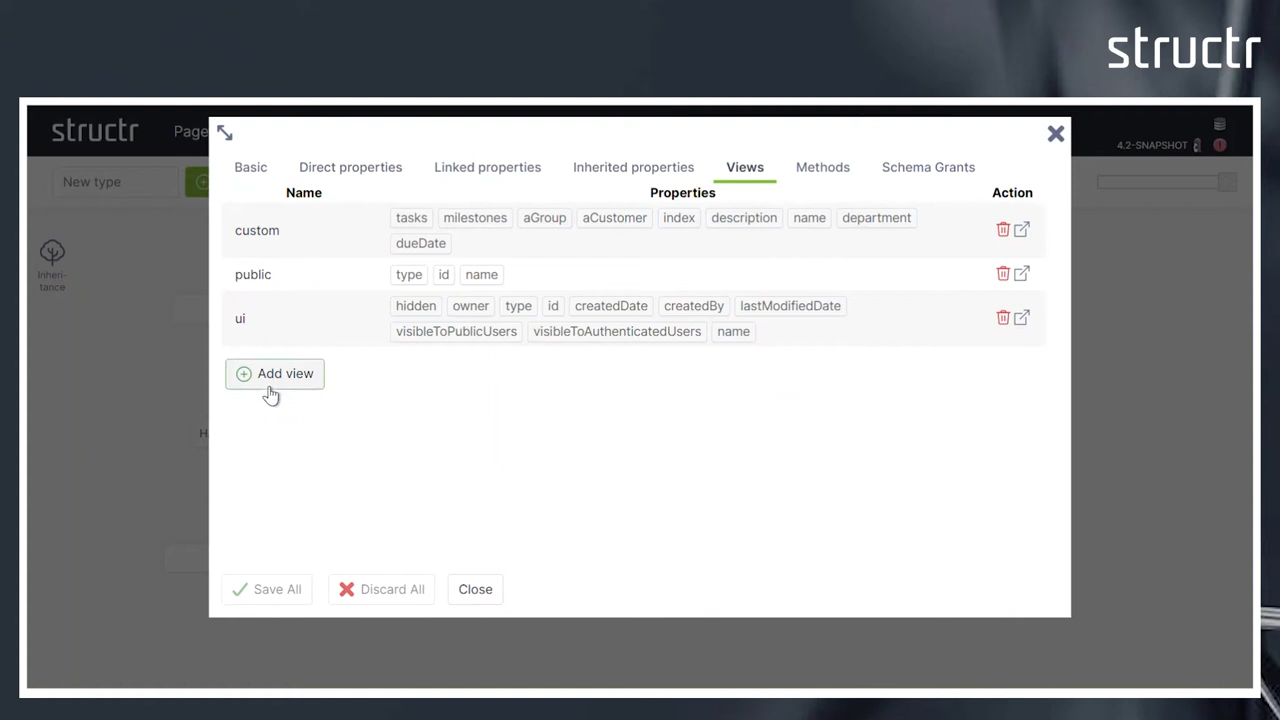 structr
structr Page
4.2-SNAPSHOT
New type
Inheri-
tance
Basic Direct properties Linked properties Inherited properties Views Methods Schema Grants
Name Properties Action
custom tasks milestones aGroup aCustomer index description name department
dueDate
public type id name
ui hidden owner type id createdDate createdBy lastModifiedDate
visibleToPublicUsers visibleToAuthenticatedUsers name
Add view
Save All Discard All Close